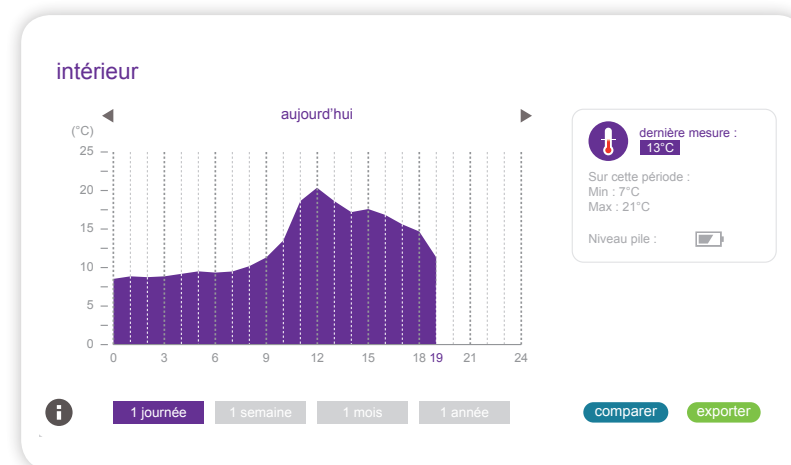 intérieur
aujourd'hui
(°C)
25
20
15
10
5
0
0 3 6 9 12 15 18 19 21 24
dernière mesure :
13°C
Sur cette période :
Min : 7°C
Max : 21°C
Niveau pile :
1 journée 1 semaine 1 mois 1 année
comparer exporter